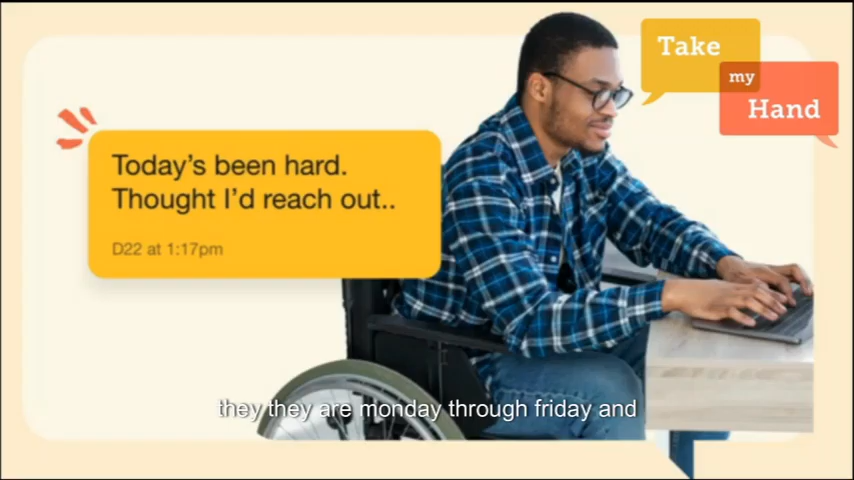 Take
my
Hand
Today's been hard.
Thought I'd reach out..
D22 at 1:17pm
they they are monday through friday and